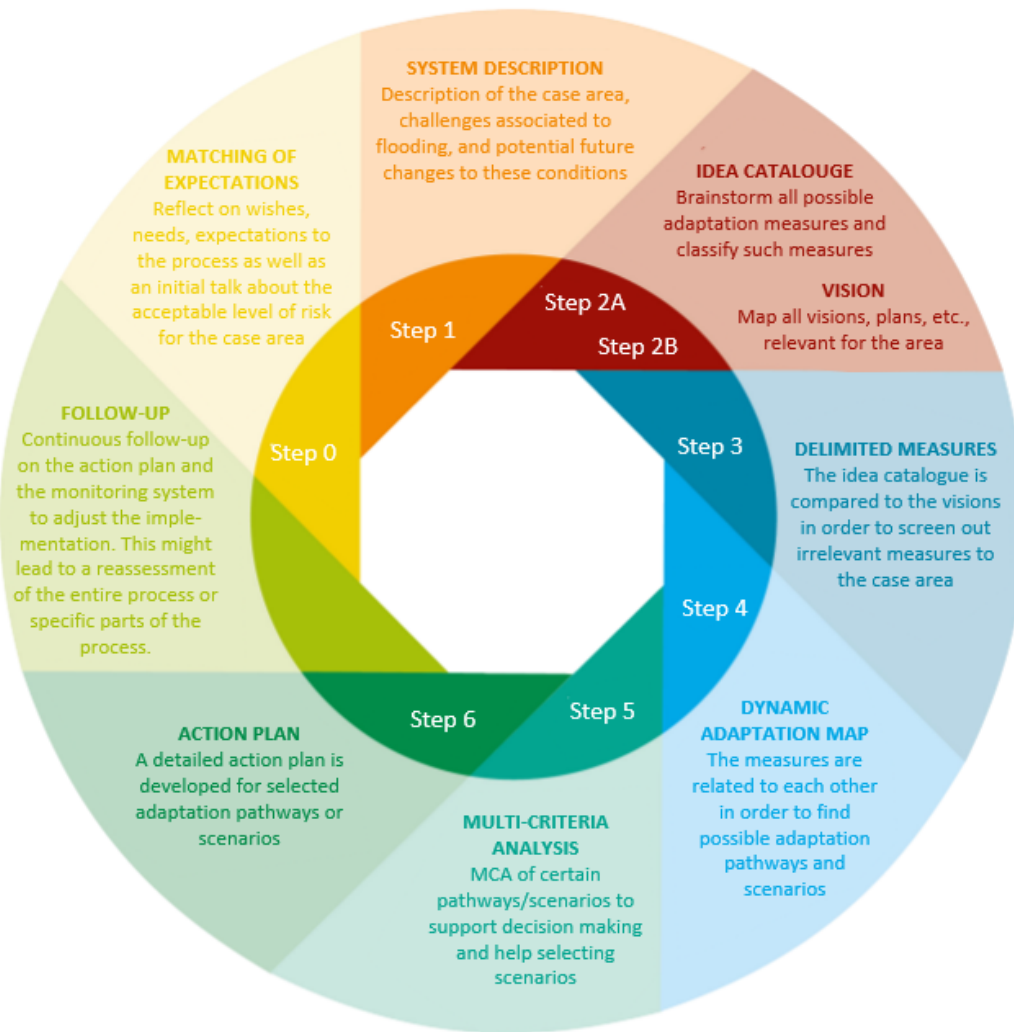 MATCHING OF
EXPECTATIONS
Reflect on wishes,
needs, expectations to
the process as well as
an initial talk about the
acceptable level of risk
for the case area
Step 0
SYSTEM DESCRIPTION
Description of the case area,
challenges associated to
flooding, and potential future
changes to these conditions
Step 1
IDEA CATALOUGE
Brainstorm all possible
adaptation measures and
classify such measures
Step 2A
VISION
Map all visions, plans, etc.,
relevant for the area
Step 2B
DELIMITED MEASURES
The idea catalogue is
compared to the visions
in order to screen out
irrelevant measures to
the case area
Step 3
DYNAMIC
ADAPTATION MAP
The measures are
related to each other
in order to find
possible adaptation
pathways and
scenarios
Step 4
MULTI-CRITERIA
ANALYSIS
MCA of certain
pathways/scenarios to
support decision making
and help selecting
scenarios
Step 5
ACTION PLAN
A detailed action plan is
developed for selected
adaptation pathways or
scenarios
Step 6
FOLLOW-UP
Continuous follow-up
on the action plan and
the monitoring system
to adjust the imple-
mentation. This might
lead to a reassessment
of the entire process or
specific parts of the
process.